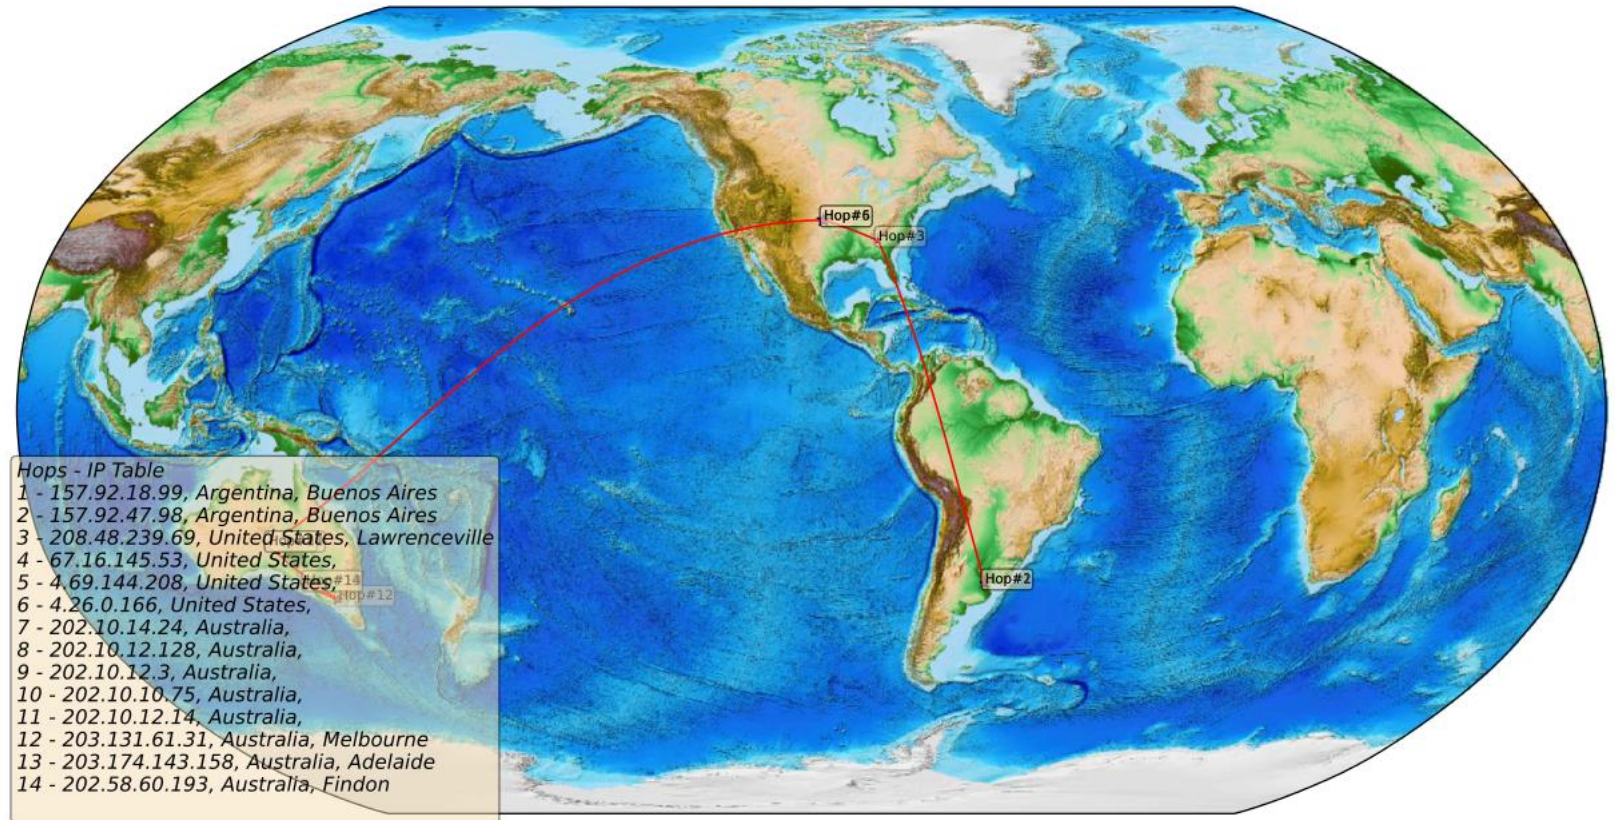 Hop#6
Hop#3
Hops - IP Table
1 - 157.92.18.99, Argentina, Buenos Aires
2 - 157.92.47.98, Argentina, Buenos Aires
3 - 208.48.239.69, United States, Lawrenceville
4 - 67.16.145.53, United States,
5 - 4.69.144.208, United States,
6 - 4.26.0.166, United States,
7 - 202.10.14.24, Australia,
8 - 202.10.12.128, Australia,
9 - 202.10.12.3, Australia,
10 - 202.10.10.75, Australia,
11 - 202.10.12.14, Australia,
12 - 203.131.61.31, Australia, Melbourne
13 - 203.174.143.158, Australia, Adelaide
14 - 202.58.60.193, Australia, Findon
#14
Hop#12
Hop#2